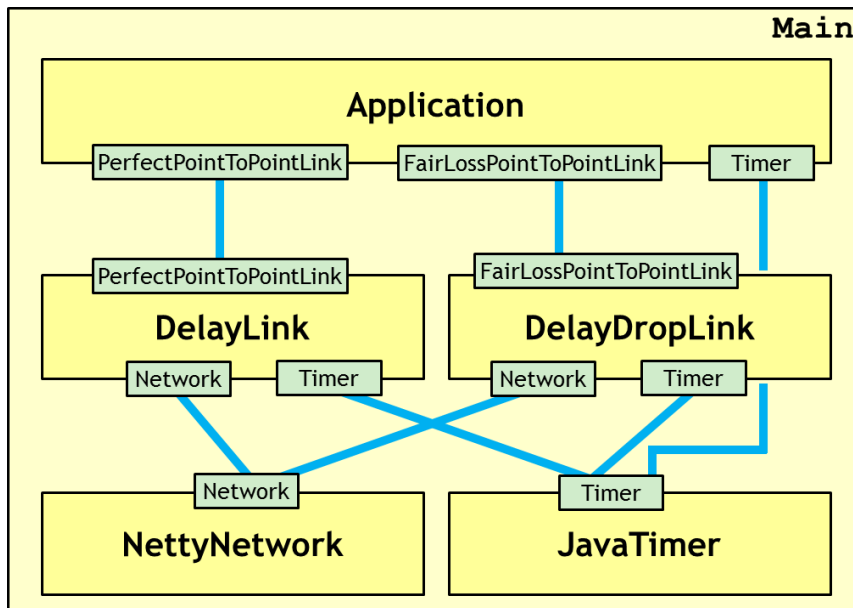 Main
Application
PerfectPointToPointLink FairLossPointToPointLink Timer
PerfectPointToPointLink FairLossPointToPointLink
DelayLink DelayDropLink
Network Timer Network Timer
Network Timer
NettyNetwork JavaTimer